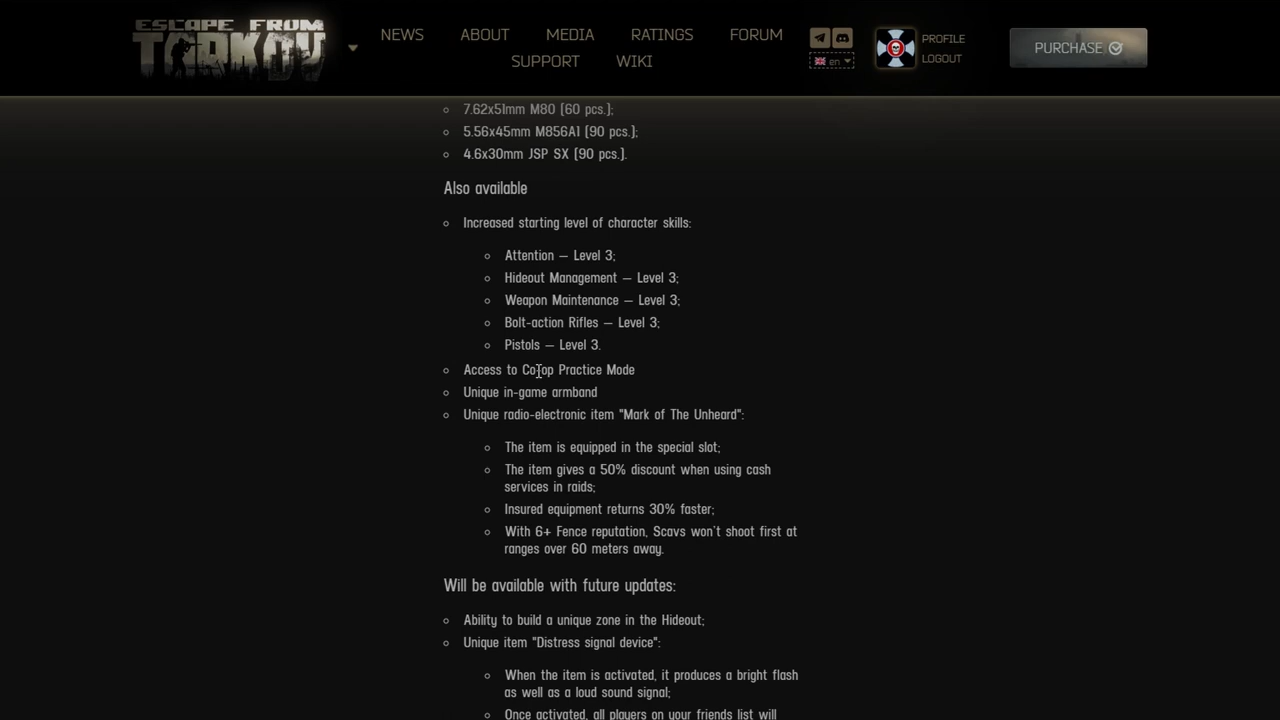 ESCAPE FROM
TARKOV
NEWS ABOUT MEDIA RATINGS FORUM
SUPPORT WIKI
en
PROFILE
LOGOUT
PURCHASE
7.62x51mm M80 (60 pcs.);
5.56x45mm M856A1 (90 pcs.);
4.6x30mm JSP SX (90 pcs.).
Also available
Increased starting level of character skills:
Attention — Level 3;
Hideout Management — Level 3;
Weapon Maintenance — Level 3;
Bolt-action Rifles — Level 3;
Pistols — Level 3.
Access to Co-op Practice Mode
Unique in-game armband
Unique radio-electronic item "Mark of The Unheard":
The item is equipped in the special slot;
The item gives a 50% discount when using cash
services in raids;
Insured equipment returns 30% faster;
With 6+ Fence reputation, Scavs won't shoot first at
ranges over 60 meters away.
Will be available with future updates:
Ability to build a unique zone in the Hideout;
Unique item "Distress signal device":
When the item is activated, it produces a bright flash
as well as a loud sound signal;
Once activated, all players on your friends list will